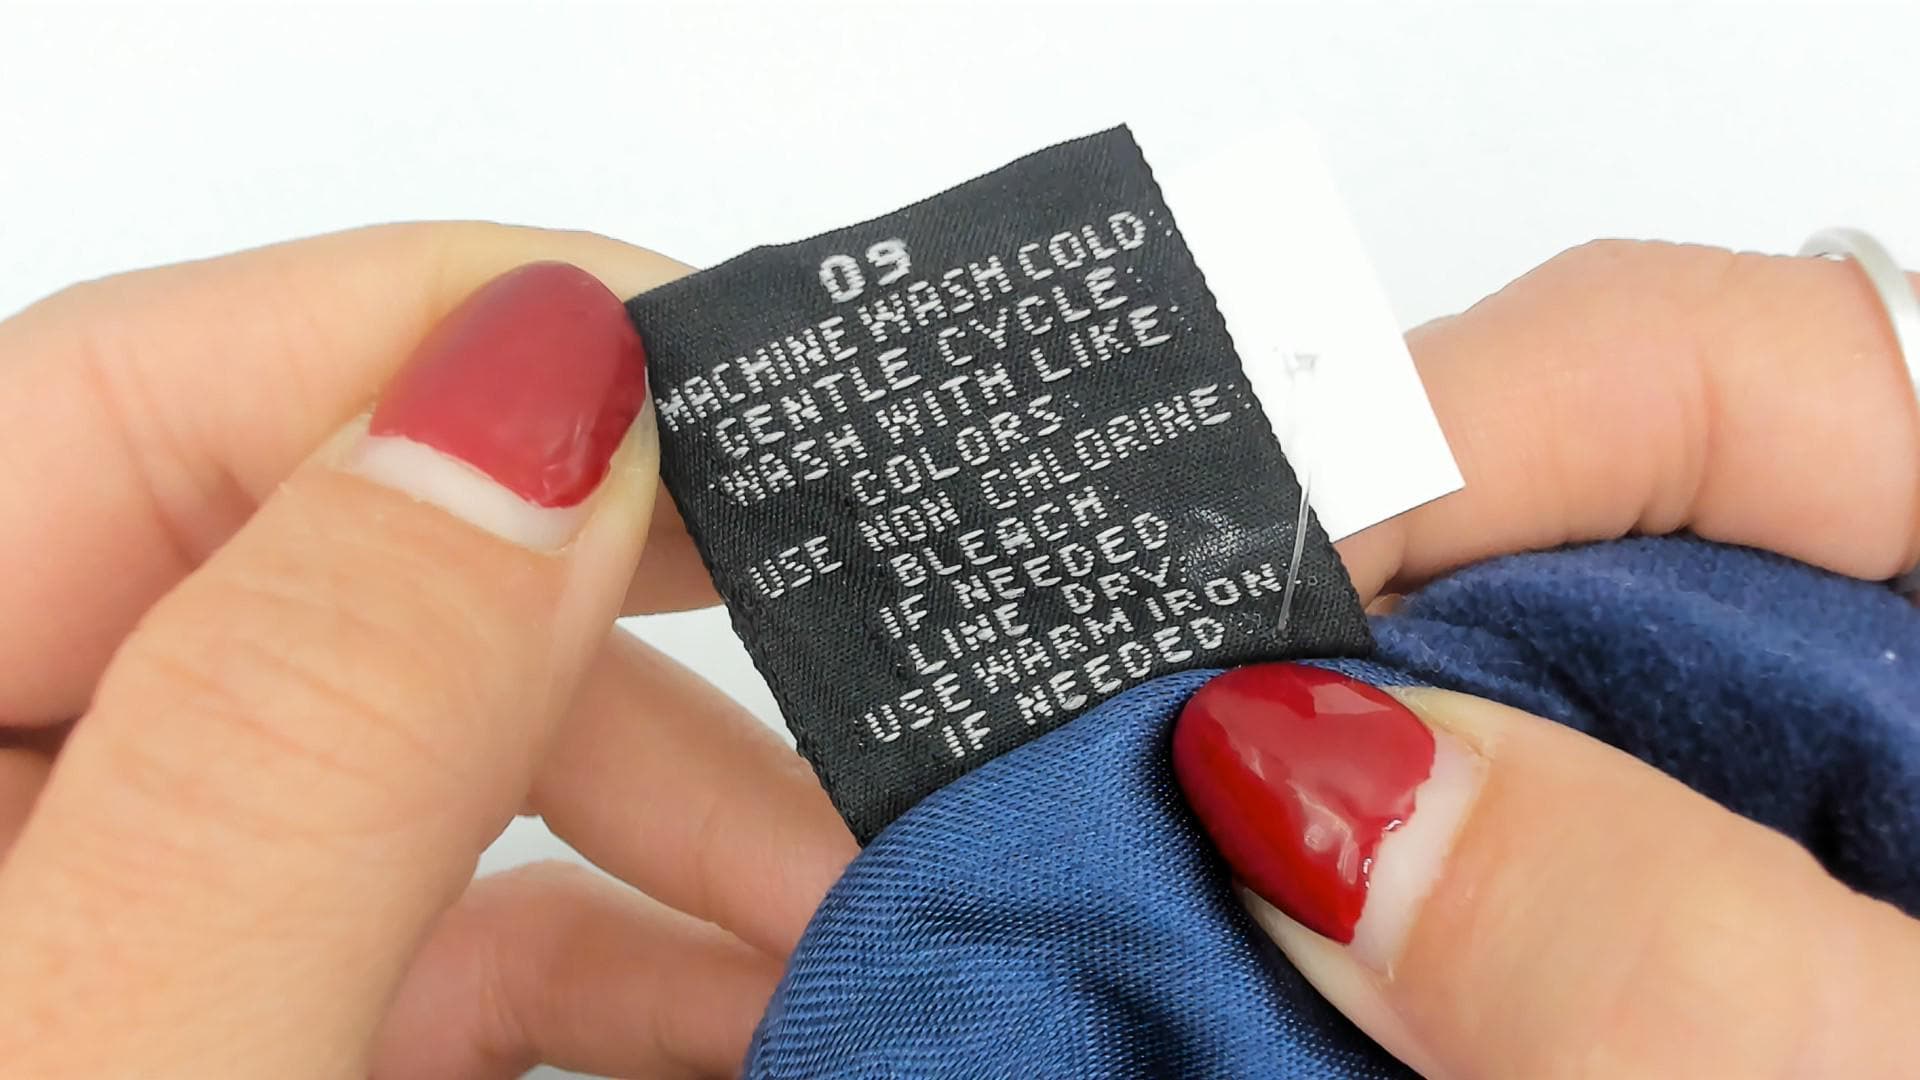 09
MACHINE WASH COLD
GENTLE CYCLE
WASH WITH LIKE
COLORS
USE NON CHLORINE
BLEACH
IF NEEDED
LINE DRY
USE WARM IRON
IF NEEDED